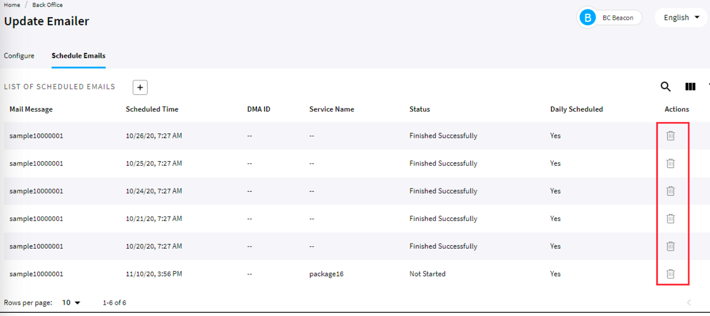 Home / Back Office
Update Emailer
B BC Beacon
English
Configure Schedule Emails
LIST OF SCHEDULED EMAILS +
Mail Message Scheduled Time DMA ID Service Name Status Daily Scheduled Actions
sample10000001 10/26/20, 7:27 AM -- -- Finished Successfully Yes
sample10000001 10/25/20, 7:27 AM -- -- Finished Successfully Yes
sample10000001 10/24/20, 7:27 AM -- -- Finished Successfully Yes
sample10000001 10/21/20, 7:27 AM -- -- Finished Successfully Yes
sample10000001 10/20/20, 7:27 AM -- -- Finished Successfully Yes
sample10000001 11/10/20, 3:56 PM -- package16 Not Started Yes
Rows per page: 10 1-6 of 6